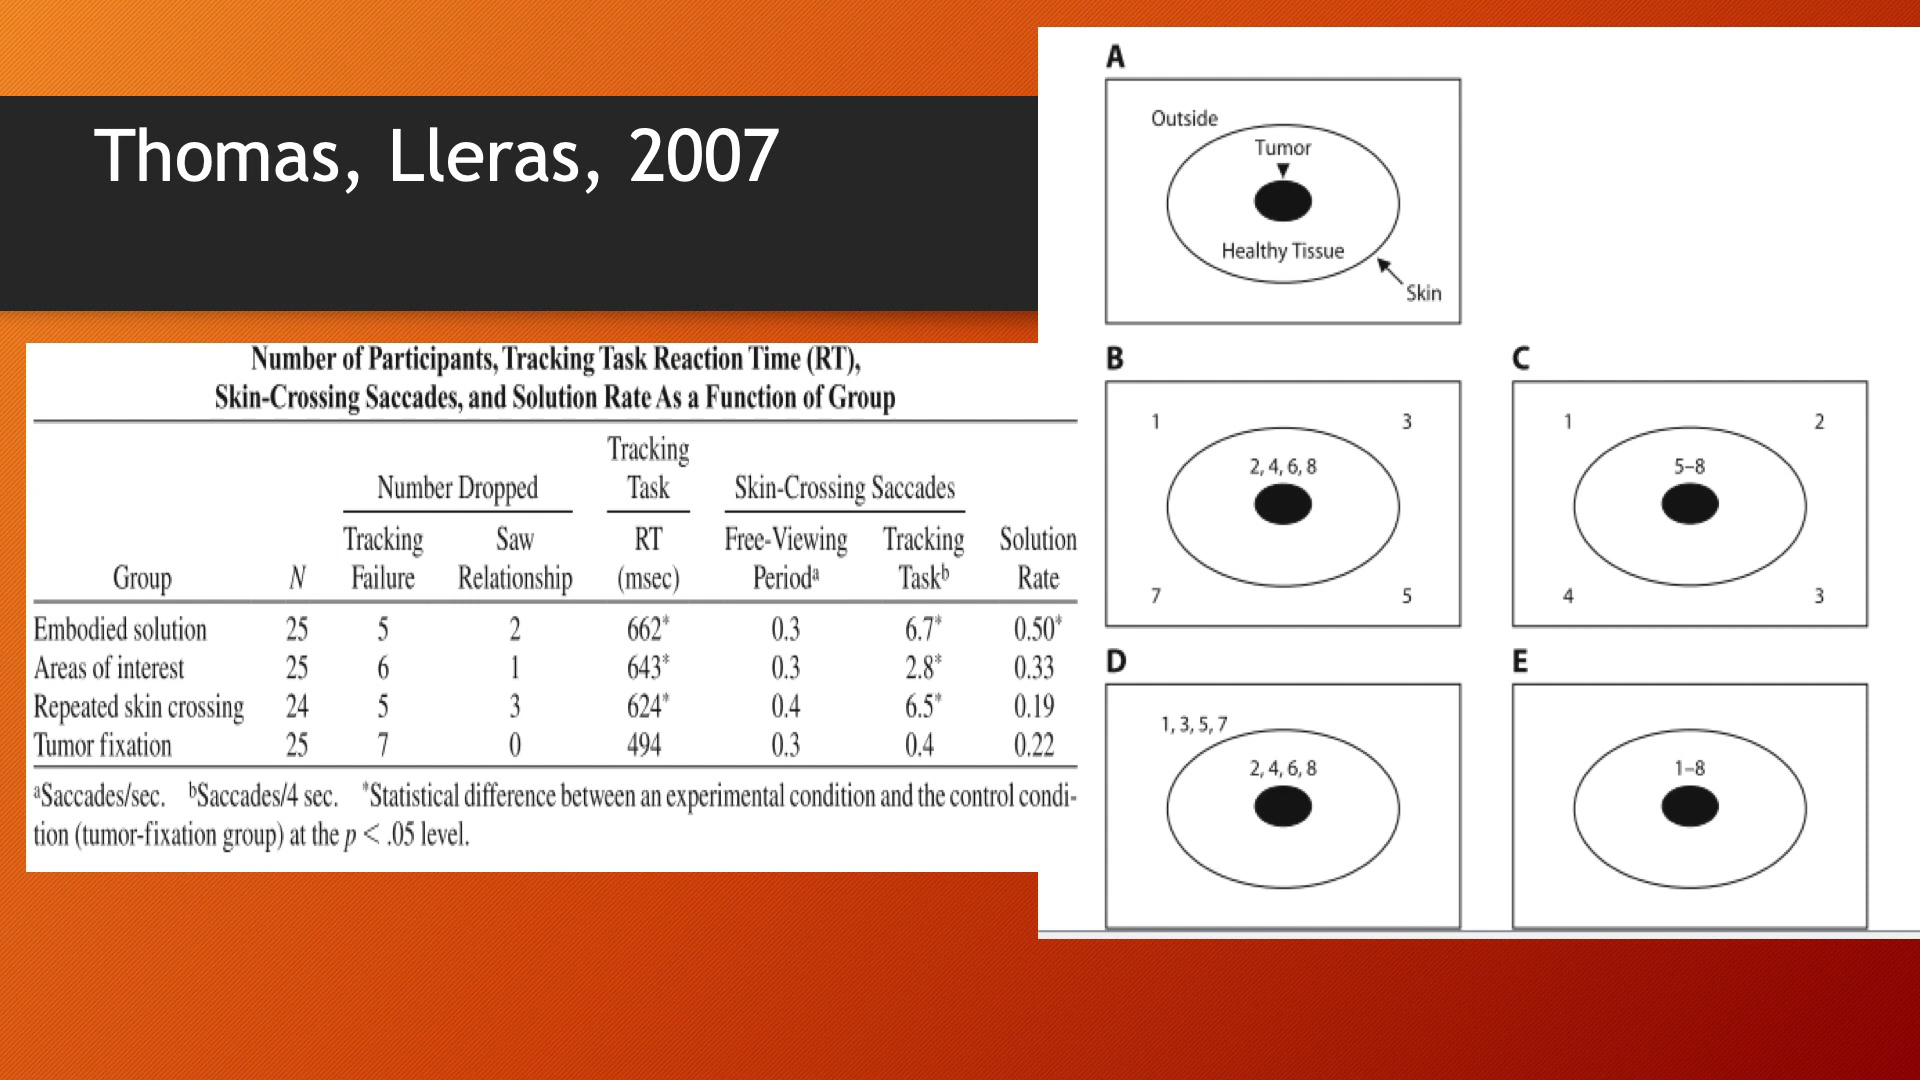 Thomas, Lleras, 2007
Number of Participants, Tracking Task Reaction Time (RT),
Skin-Crossing Saccades, and Solution Rate As a Function of Group
Tracking
Number Dropped Task Skin-Crossing Saccades
Tracking Saw RT Free-Viewing Tracking Solution
Group N Failure Relationship (msec) Periodᵃ Taskᵇ Rate
Embodied solution 25 5 2 662* 0.3 6.7* 0.50*
Areas of interest 25 6 1 643* 0.3 2.8* 0.33
Repeated skin crossing 24 5 3 624* 0.4 6.5* 0.19
Tumor fixation 25 7 0 494 0.3 0.4 0.22
ᵃSaccades/sec. ᵇSaccades/4 sec. *Statistical difference between an experimental condition and the control condi-
tion (tumor-fixation group) at the p < .05 level.
A
Outside
Tumor
Healthy Tissue
Skin
B
1 3
2, 4, 6, 8
7 5
C
1 2
5–8
4 3
D
1, 3, 5, 7
2, 4, 6, 8
E
1–8